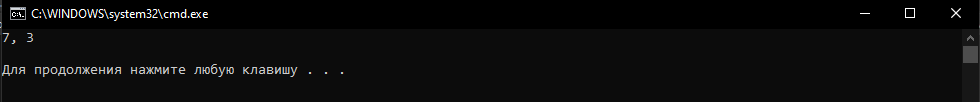 C:\WINDOWS\system32\cmd.exe
7, 3
Для продолжения нажмите любую клавишу . . .